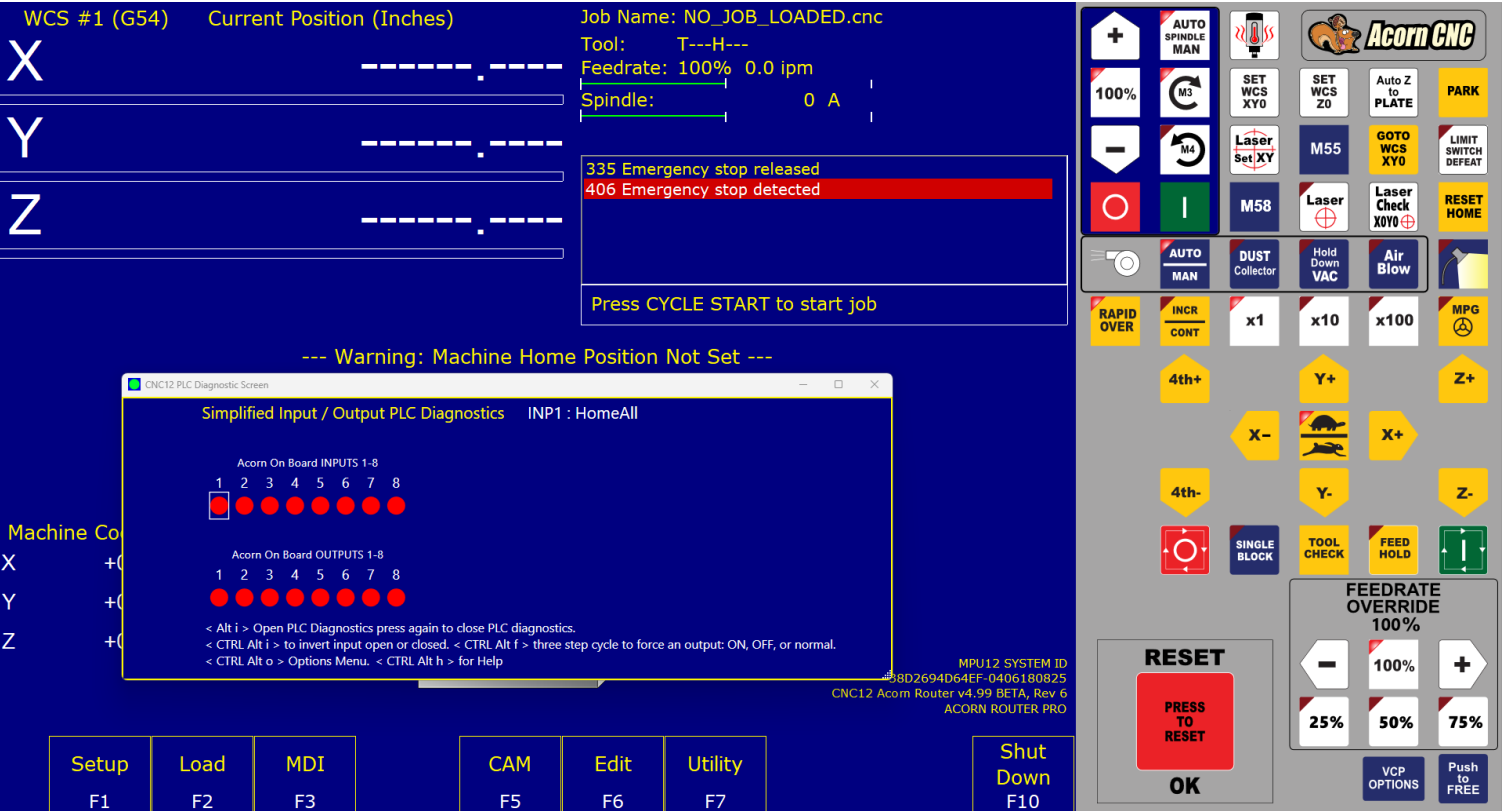 WCS #1 (G54) Current Position (Inches)
X ------.----
Y ------.----
Z ------.----
Job Name: NO_JOB_LOADED.cnc
Tool: T---H---
Feedrate: 100% 0.0 ipm
Spindle: 0 A
335 Emergency stop released
406 Emergency stop detected
Press CYCLE START to start job
--- Warning: Machine Home Position Not Set ---
CNC12 PLC Diagnostic Screen
Simplified Input / Output PLC Diagnostics INP1 : HomeAll
Acorn On Board INPUTS 1-8
1 2 3 4 5 6 7 8
Acorn On Board OUTPUTS 1-8
1 2 3 4 5 6 7 8
< Alt i > Open PLC Diagnostics press again to close PLC diagnostics.
< CTRL Alt i > to invert input open or closed. < CTRL Alt f > three step cycle to force an output: ON, OFF, or normal.
< CTRL Alt o > Options Menu. < CTRL Alt h > for Help
Machine Co
X +0
Y +0
Z +0
MPU12 SYSTEM ID
38D2694D64EF-0406180825
CNC12 Acorn Router v4.99 BETA, Rev 6
ACORN ROUTER PRO
Setup
F1
Load
F2
MDI
F3
CAM
F5
Edit
F6
Utility
F7
Shut
Down
F10
+
AUTO
SPINDLE
MAN
Acorn CNC
100%
M3
SET
WCS
XY0
SET
WCS
Z0
Auto Z
to
PLATE
PARK
−
M4
Laser
Set XY
M55
GOTO
WCS
XY0
LIMIT
SWITCH
DEFEAT
M58
Laser
Laser
Check
X0Y0
RESET
HOME
AUTO
MAN
DUST
Collector
Hold
Down
VAC
Air
Blow
RAPID
OVER
INCR
CONT
x1
x10
x100
MPG
4th+
Y+
Z+
X-
X+
4th-
Y-
Z-
SINGLE
BLOCK
TOOL
CHECK
FEED
HOLD
FEEDRATE
OVERRIDE
100%
−
100%
+
25%
50%
75%
RESET
PRESS
TO
RESET
OK
VCP
OPTIONS
Push
to
FREE